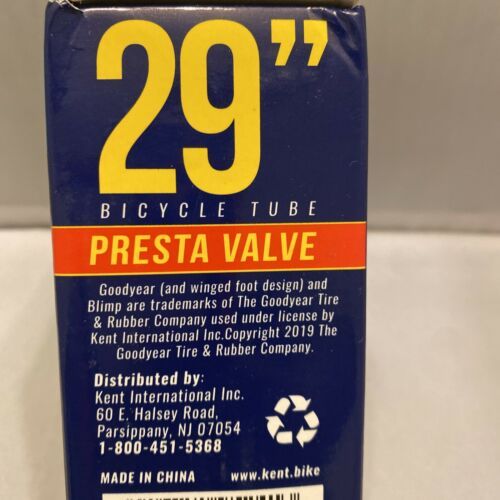 29”
BICYCLE TUBE
PRESTA VALVE
Goodyear (and winged foot design) and
Blimp are trademarks of The Goodyear Tire
& Rubber Company used under license by
Kent International Inc.Copyright 2019 The
Goodyear Tire & Rubber Company.
Distributed by:
Kent International Inc.
60 E. Halsey Road,
Parsippany, NJ 07054
1-800-451-5368
MADE IN CHINA www.kent.bike